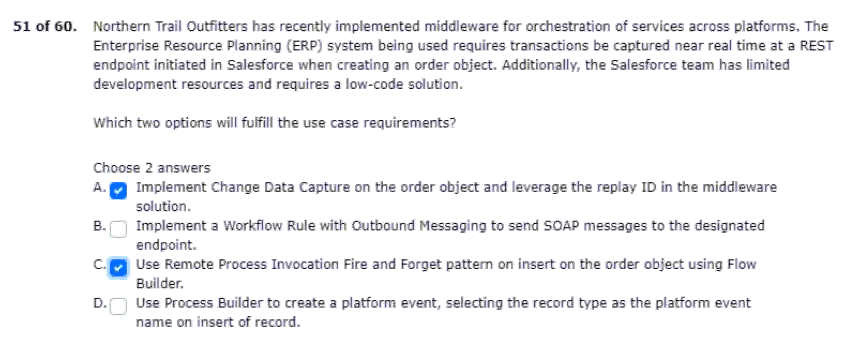 51 of 60. Northern Trail Outfitters has recently implemented middleware for orchestration of services across platforms. The
Enterprise Resource Planning (ERP) system being used requires transactions be captured near real time at a REST
endpoint initiated in Salesforce when creating an order object. Additionally, the Salesforce team has limited
development resources and requires a low-code solution.
Which two options will fulfill the use case requirements?
Choose 2 answers
A. Implement Change Data Capture on the order object and leverage the replay ID in the middleware
solution.
B. Implement a Workflow Rule with Outbound Messaging to send SOAP messages to the designated
endpoint.
C. Use Remote Process Invocation Fire and Forget pattern on insert on the order object using Flow
Builder.
D. Use Process Builder to create a platform event, selecting the record type as the platform event
name on insert of record.